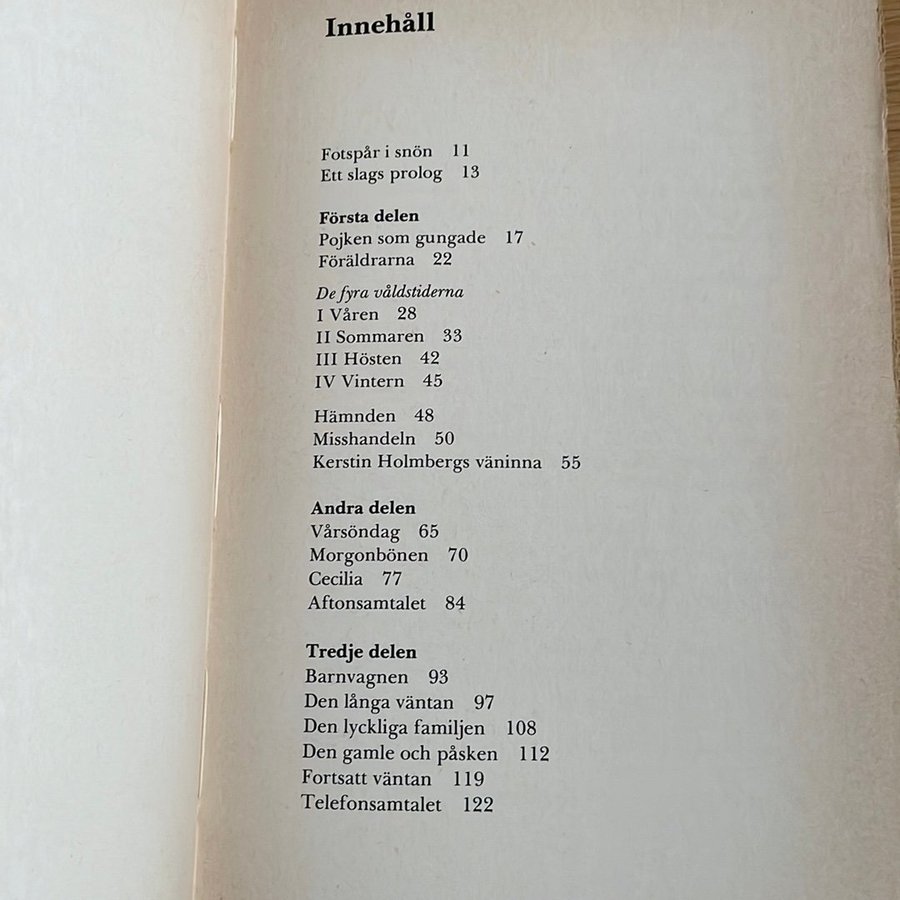 Innehåll
Fotspår i snön 11
Ett slags prolog 13
Första delen
Pojken som gungade 17
Föräldrarna 22
De fyra våldstiderna
I Våren 28
II Sommaren 33
III Hösten 42
IV Vintern 45
Hämnden 48
Misshandeln 50
Kerstin Holmbergs väninna 55
Andra delen
Vårsöndag 65
Morgonbönen 70
Cecilia 77
Aftonsamtalet 84
Tredje delen
Barnvagnen 93
Den långa väntan 97
Den lyckliga familjen 108
Den gamle och påsken 112
Fortsatt väntan 119
Telefonsamtalet 122